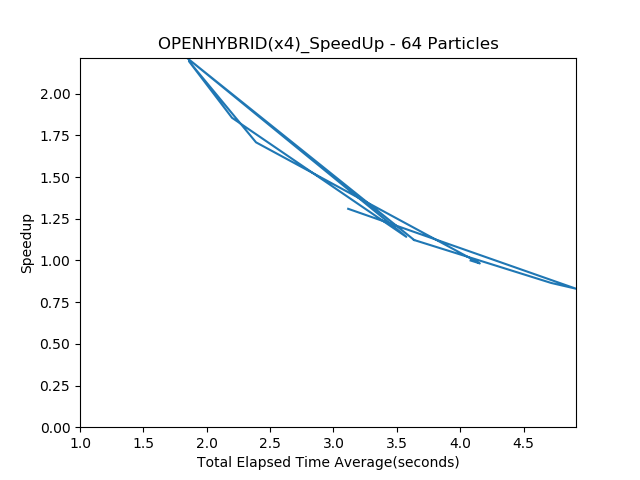 OPENHYBRID(x4)_SpeedUp - 64 Particles
2.00
1.75
1.50
1.25
1.00
0.75
0.50
0.25
0.00
Speedup
1.0 1.5 2.0 2.5 3.0 3.5 4.0 4.5
Total Elapsed Time Average(seconds)